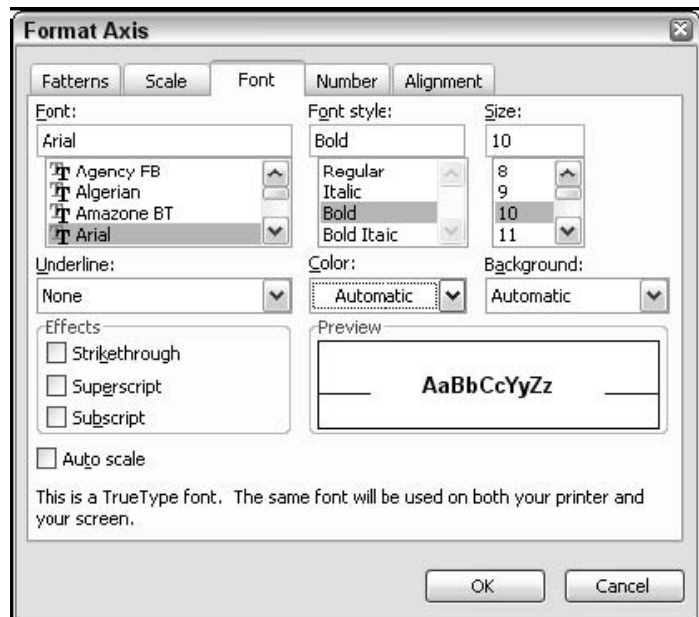 Format Axis
Fatterns Scale Font Number Alignment
Font: Font style: Size:
Arial Bold 10
Agency FB Regular 8
Algerian Italic 9
Amazone BT Bold 10
Arial Bold Itaic 11
Underline: Color: Background:
None Automatic Automatic
Effects Preview
Strikethrough
Superscript AaBbCcYyZz
Subscript
Auto scale
This is a TrueType font. The same font will be used on both your printer and
your screen.
OK Cancel